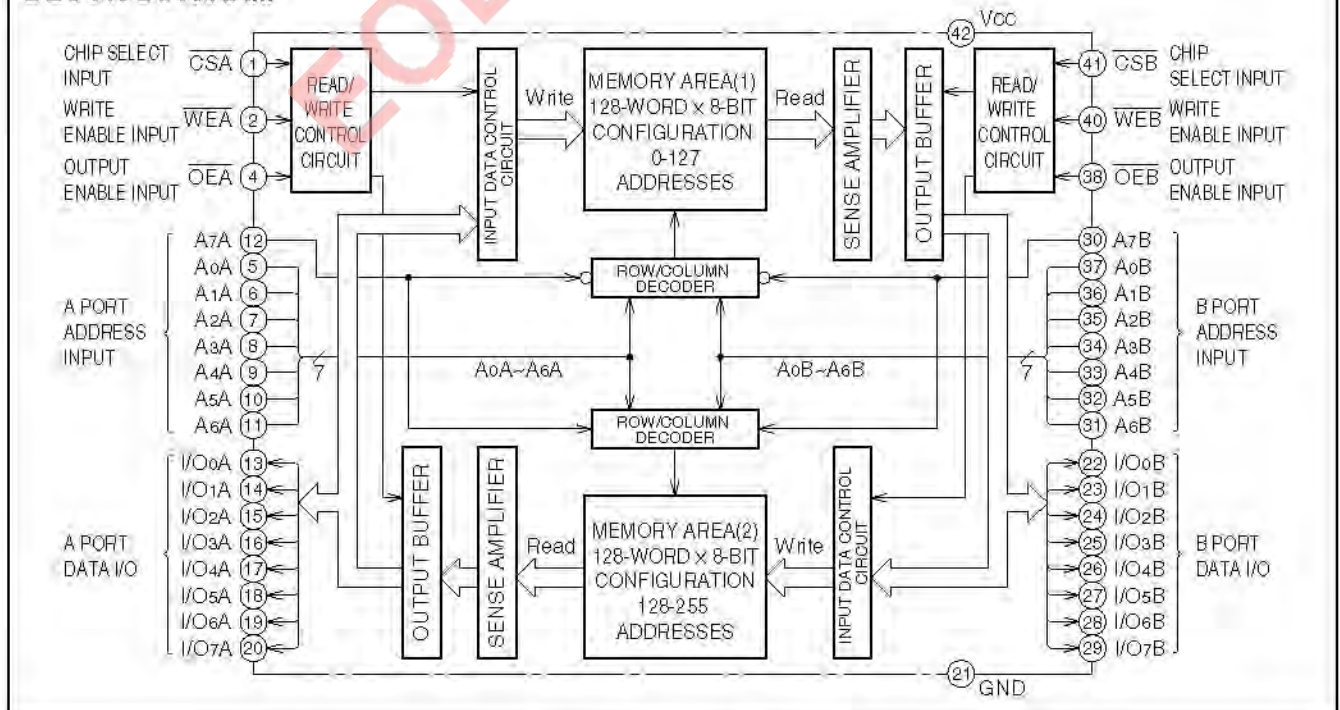 Vcc
42
CHIP SELECT
INPUT
CSA 1
WRITE
ENABLE INPUT
WEA 2
OUTPUT
ENABLE INPUT
OEA 4
READ/
WRITE
CONTROL
CIRCUIT
INPUT DATA CONTROL
CIRCUIT
Write
MEMORY AREA(1)
128-WORD × 8-BIT
CONFIGURATION
0-127
ADDRESSES
Read
SENSE AMPLIFIER
OUTPUT BUFFER
READ/
WRITE
CONTROL
CIRCUIT
41 CSB CHIP
SELECT INPUT
40 WEB WRITE
ENABLE INPUT
38 OEB OUTPUT
ENABLE INPUT
A PORT
ADDRESS
INPUT
A7A 12
A0A 5
A1A 6
A2A 7
A3A 8
A4A 9
A5A 10
A6A 11
7
ROW/COLUMN
DECODER
A0A~A6A
A0B~A6B
ROW/COLUMN
DECODER
7
30 A7B
37 A0B
36 A1B
35 A2B
34 A3B
33 A4B
32 A5B
31 A6B
B PORT
ADDRESS
INPUT
A PORT
DATA I/O
I/O0A 13
I/O1A 14
I/O2A 15
I/O3A 16
I/O4A 17
I/O5A 18
I/O6A 19
I/O7A 20
OUTPUT BUFFER
SENSE AMPLIFIER
Read
MEMORY AREA(2)
128-WORD × 8-BIT
CONFIGURATION
128-255
ADDRESSES
Write
INPUT DATA CONTROL
CIRCUIT
22 I/O0B
23 I/O1B
24 I/O2B
25 I/O3B
26 I/O4B
27 I/O5B
28 I/O6B
29 I/O7B
B PORT
DATA I/O
21
GND